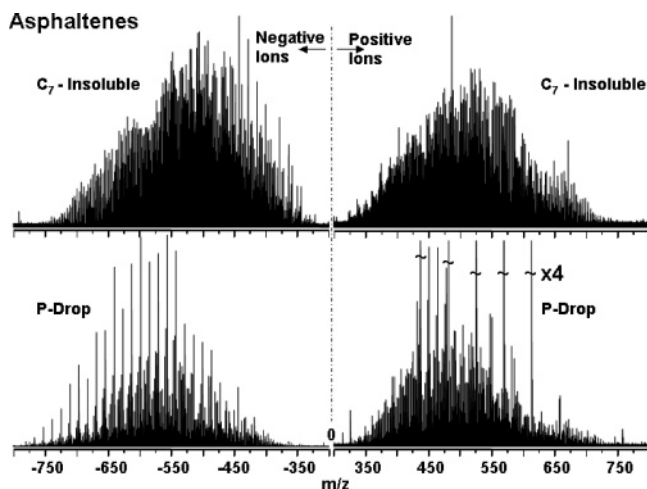 Asphaltenes
Negative Ions
Positive Ions
C₇ - Insoluble
C₇ - Insoluble
P-Drop
~ ~ ~ ~ ~ x4
P-Drop
0
-750 -650 -550 -450 -350 350 450 550 650 750
m/z